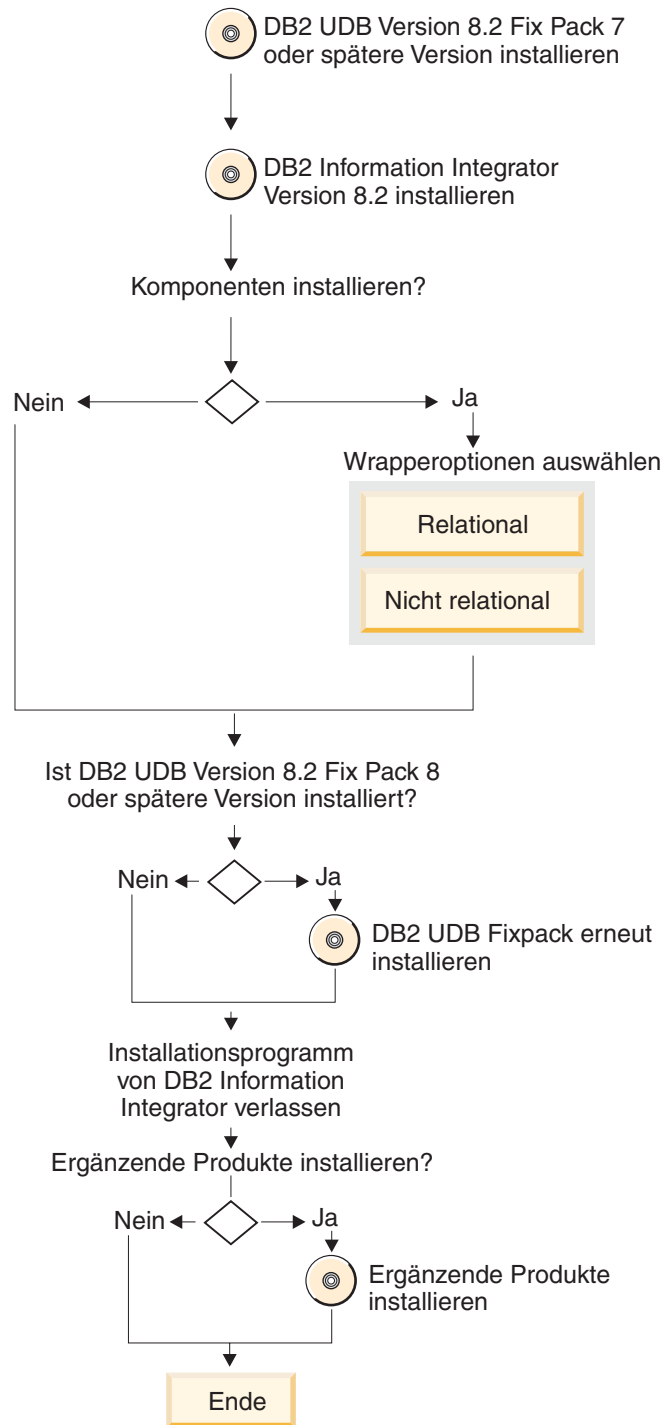 DB2 UDB Version 8.2 Fix Pack 7
oder spätere Version installieren
DB2 Information Integrator
Version 8.2 installieren
Komponenten installieren?
Nein
Ja
Wrapperoptionen auswählen
Relational
Nicht relational
Ist DB2 UDB Version 8.2 Fix Pack 8
oder spätere Version installiert?
Nein
Ja
DB2 UDB Fixpack erneut
installieren
Installationsprogramm
von DB2 Information
Integrator verlassen
Ergänzende Produkte installieren?
Nein
Ja
Ergänzende Produkte
installieren
Ende